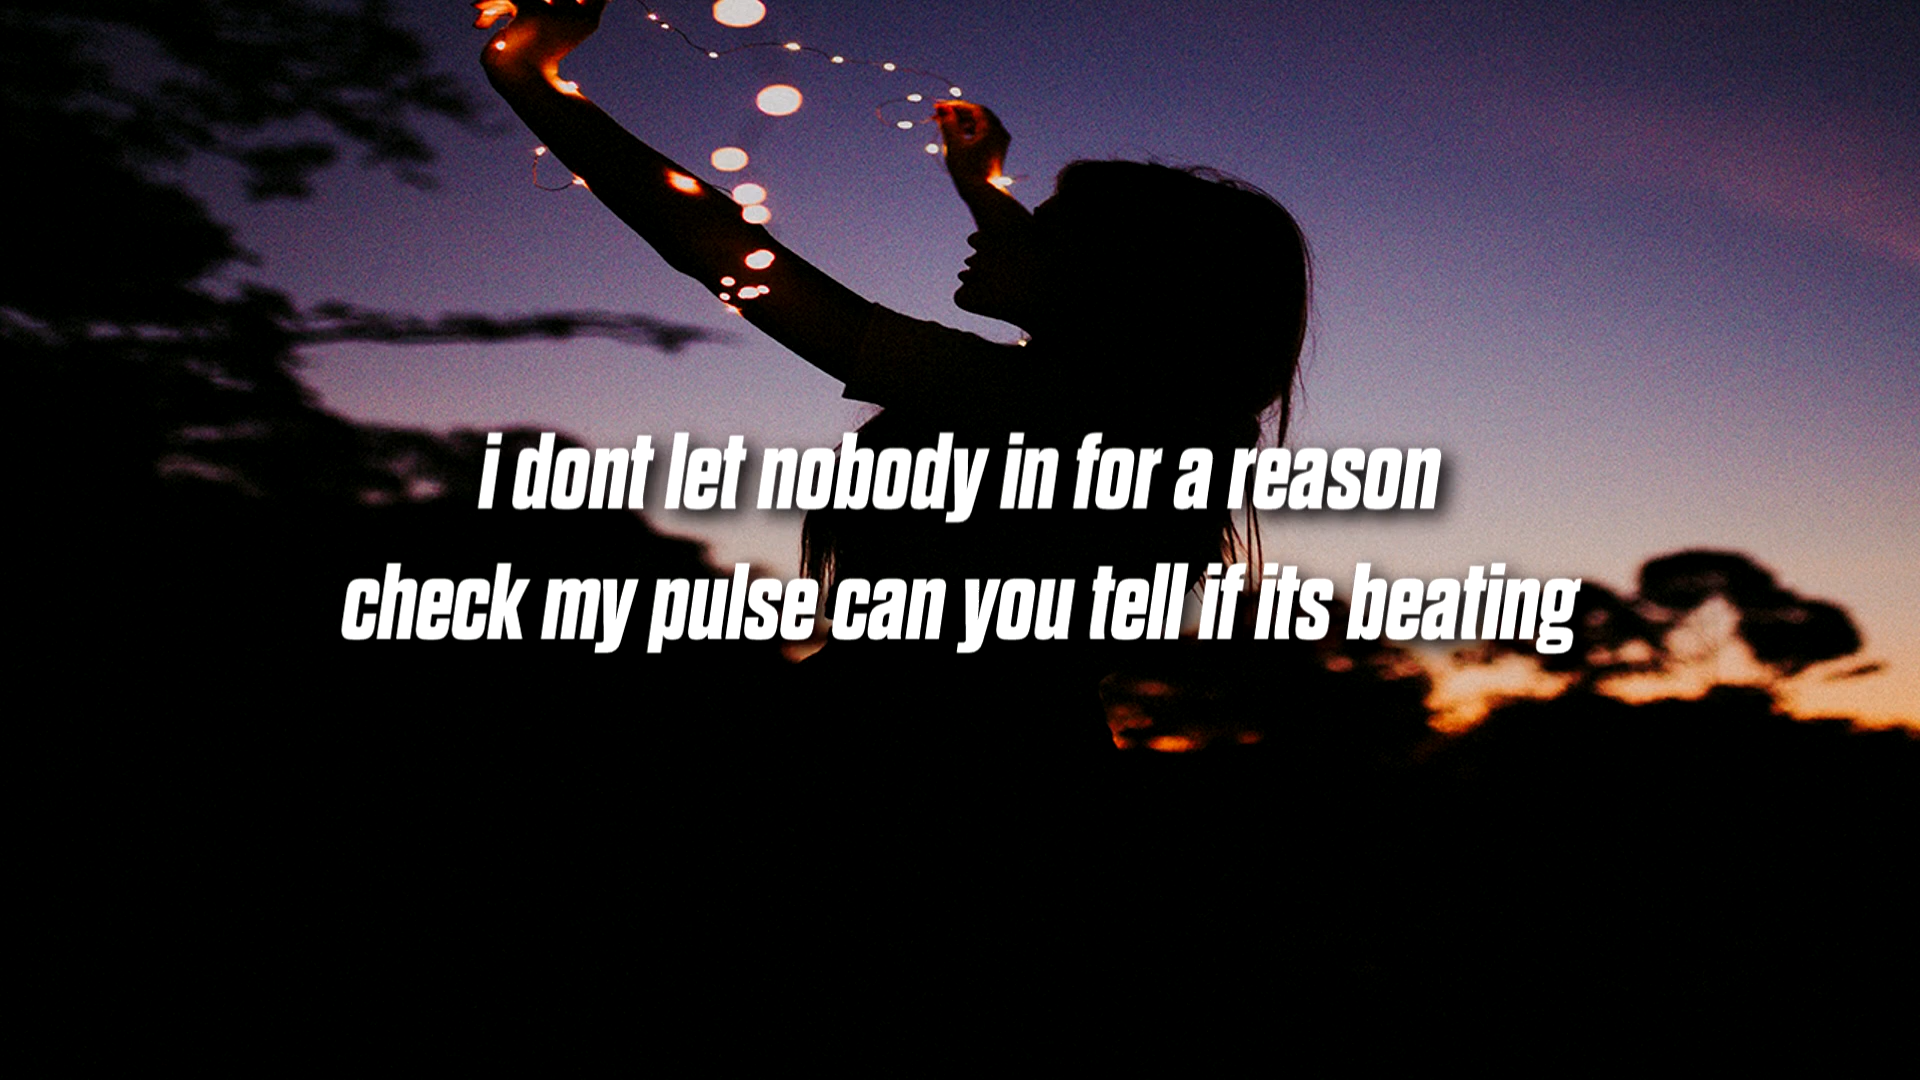 i dont let nobody in for a reason
check my pulse can you tell if its beating